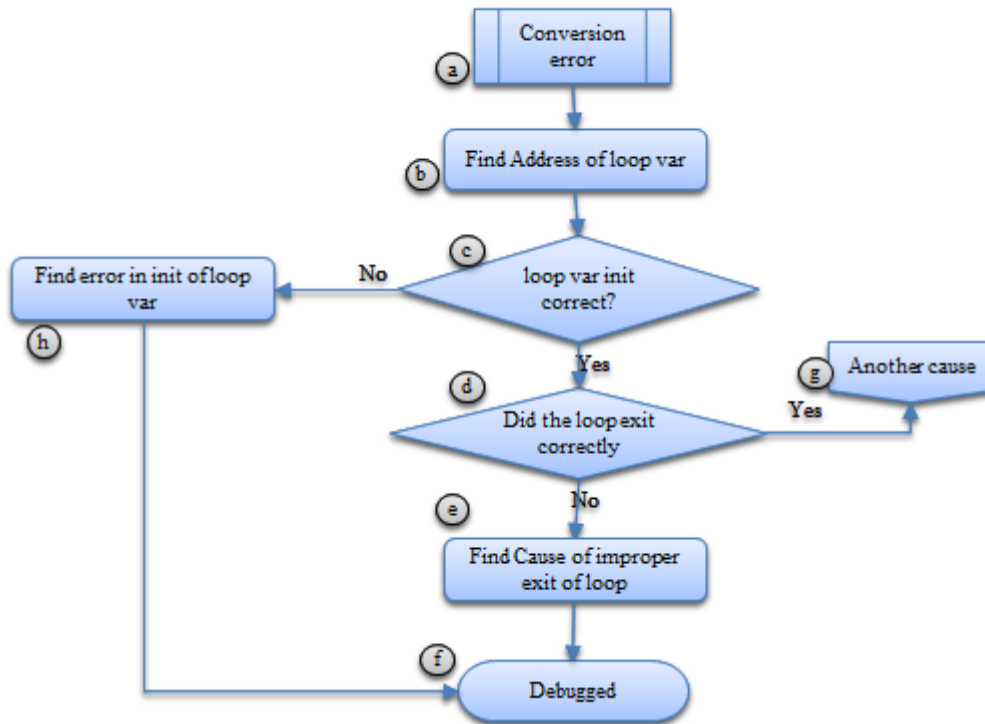 Conversion
error
a
Find Address of loop var
b
c
loop var init
correct?
No
Find error in init of loop
var
h
Yes
d
Did the loop exit
correctly
Yes
g
Another cause
No
e
Find Cause of improper
exit of loop
f
Debugged